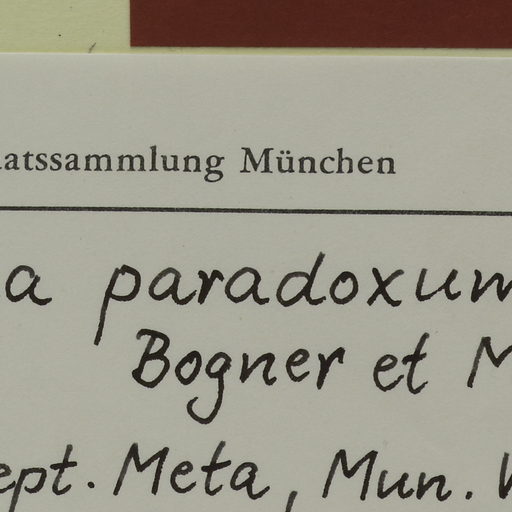 atssammlung München
a paradoxum
Bogner et M
ept. Meta, Mun.